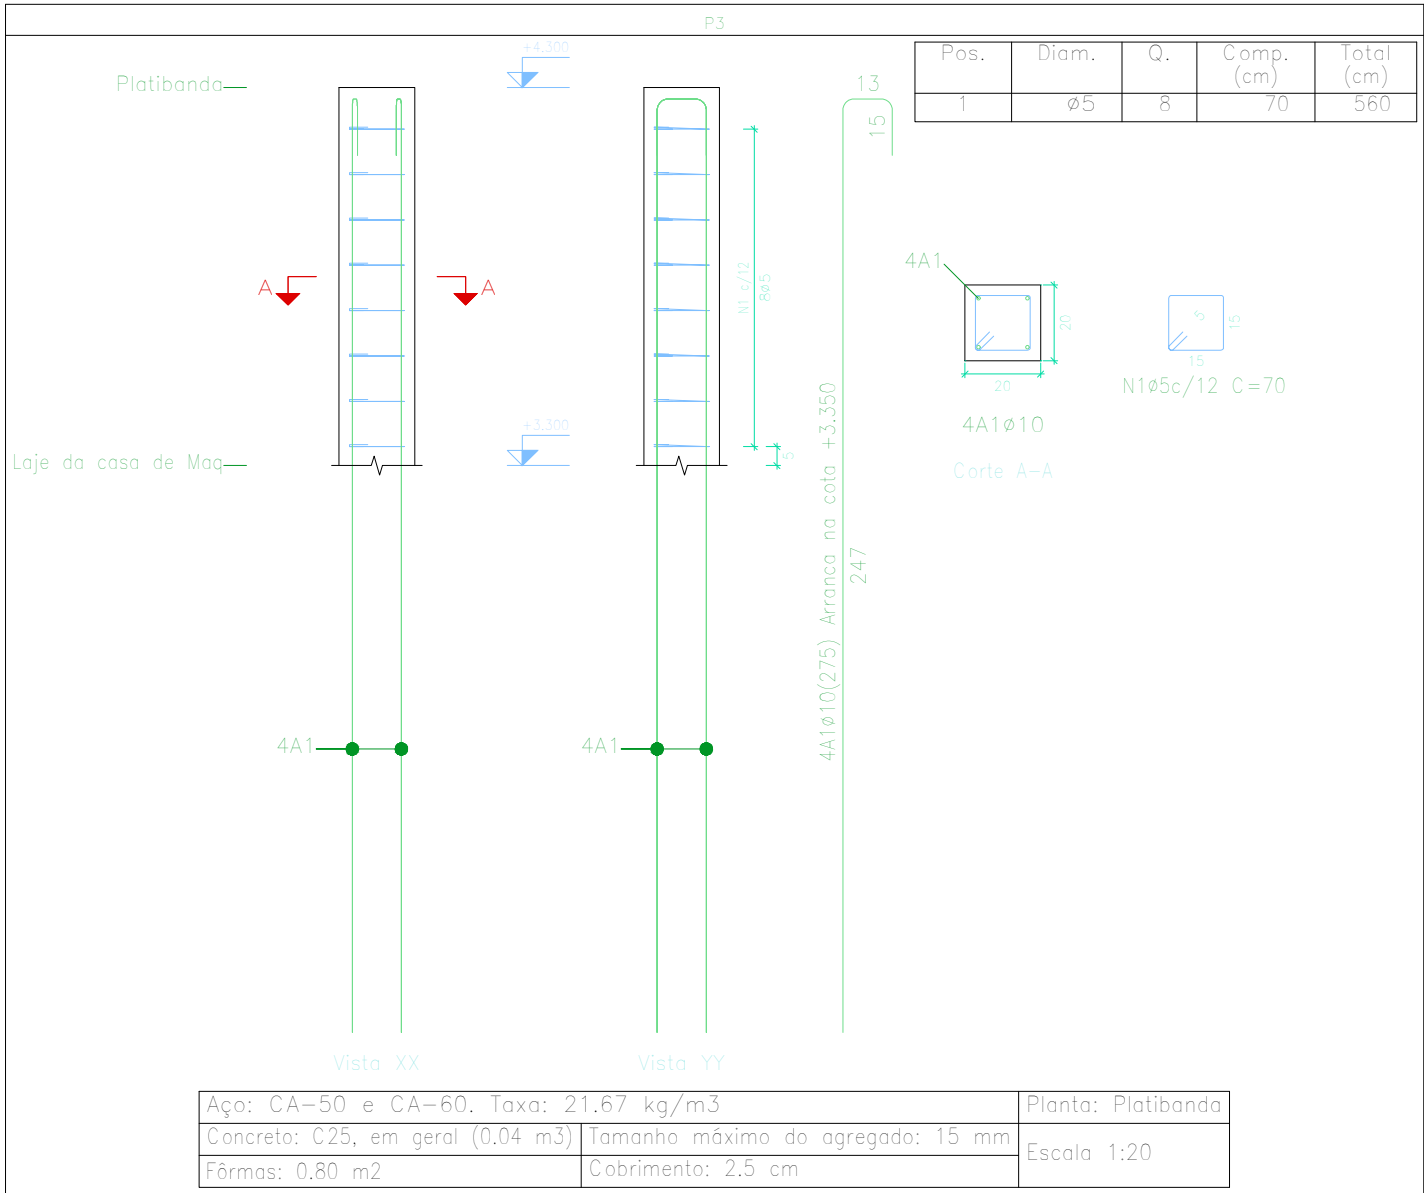 P3
Pos. Diam. Q. Comp. (cm) Total (cm)
1 ø5 8 70 560
+4.300
Platibanda
13
15
A A
N1 c/12
8ø5
4A1
20
20
4A1ø10
Corte A-A
5
15
15
N1ø5c/12 C=70
+3.300
Laje da casa de Maq
5
4A1ø10(275) Arranca na cota +3.350
247
4A1
4A1
Vista XX
Vista YY
Aço: CA-50 e CA-60. Taxa: 21.67 kg/m3
Planta: Platibanda
Concreto: C25, em geral (0.04 m3)
Tamanho máximo do agregado: 15 mm
Escala 1:20
Fôrmas: 0.80 m2
Cobrimento: 2.5 cm